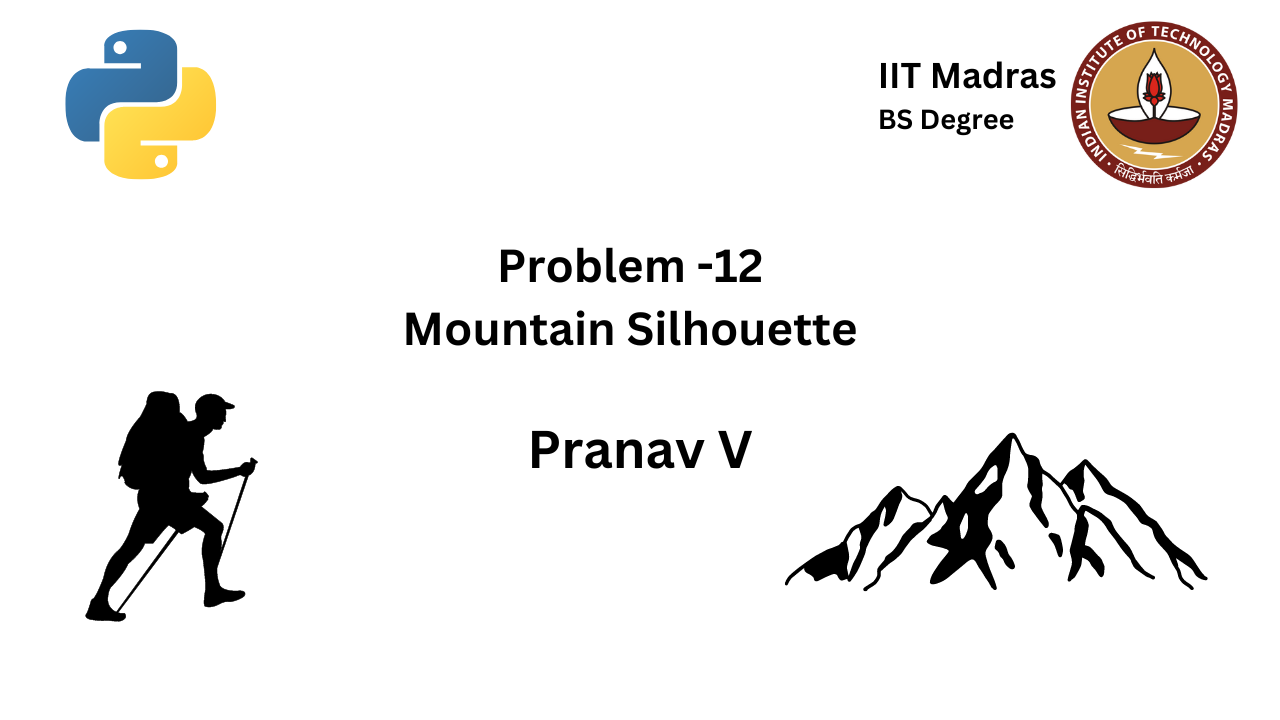 IIT Madras
BS Degree
INDIAN INSTITUTE OF TECHNOLOGY MADRAS
सिद्धिर्भवति कर्मजा
Problem -12
Mountain Silhouette
Pranav V